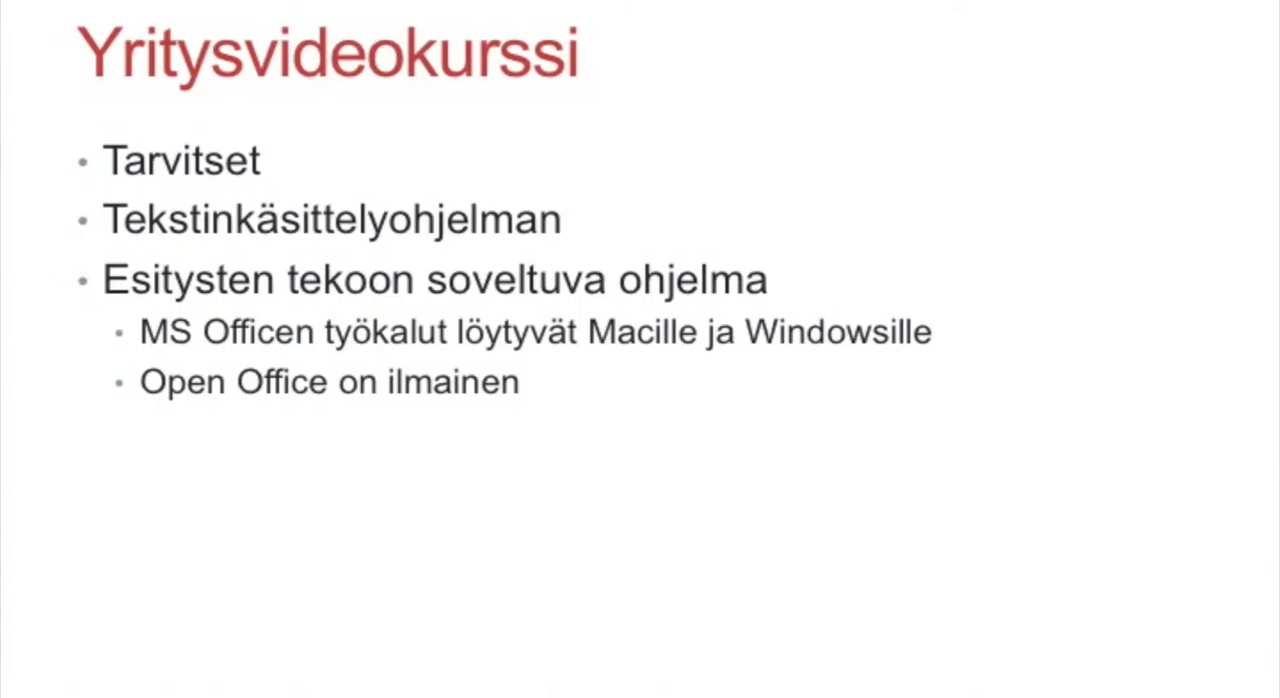 Yritysvideokurssi
• Tarvitset
• Tekstinkäsittelyohjelman
• Esitysten tekoon soveltuva ohjelma
• MS Officen työkalut löytyvät Macille ja Windowsille
• Open Office on ilmainen